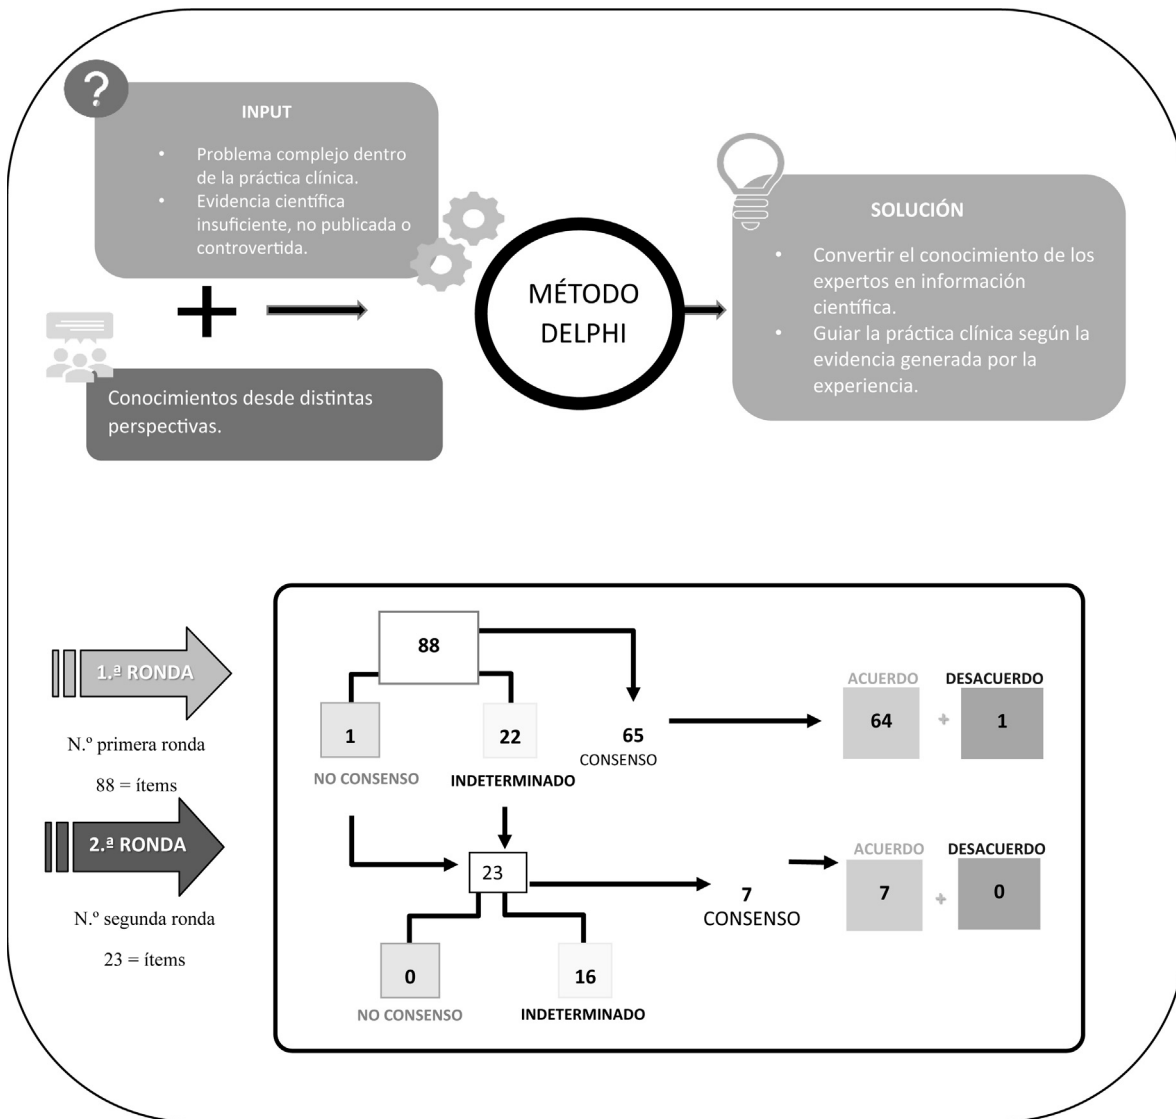 ?
INPUT
• Problema complejo dentro
de la práctica clínica.
• Evidencia científica
insuficiente, no publicada o
controvertida.
Conocimientos desde distintas
perspectivas.
MÉTODO
DELPHI
SOLUCIÓN
• Convertir el conocimiento de los
expertos en información
científica.
• Guiar la práctica clínica según la
evidencia generada por la
experiencia.
1.ª RONDA
N.º primera ronda
88 = ítems
88
1
NO CONSENSO
22
INDETERMINADO
65
CONSENSO
ACUERDO
64
+
DESACUERDO
1
2.ª RONDA
N.º segunda ronda
23 = ítems
23
0
NO CONSENSO
16
INDETERMINADO
7
CONSENSO
ACUERDO
7
+
DESACUERDO
0